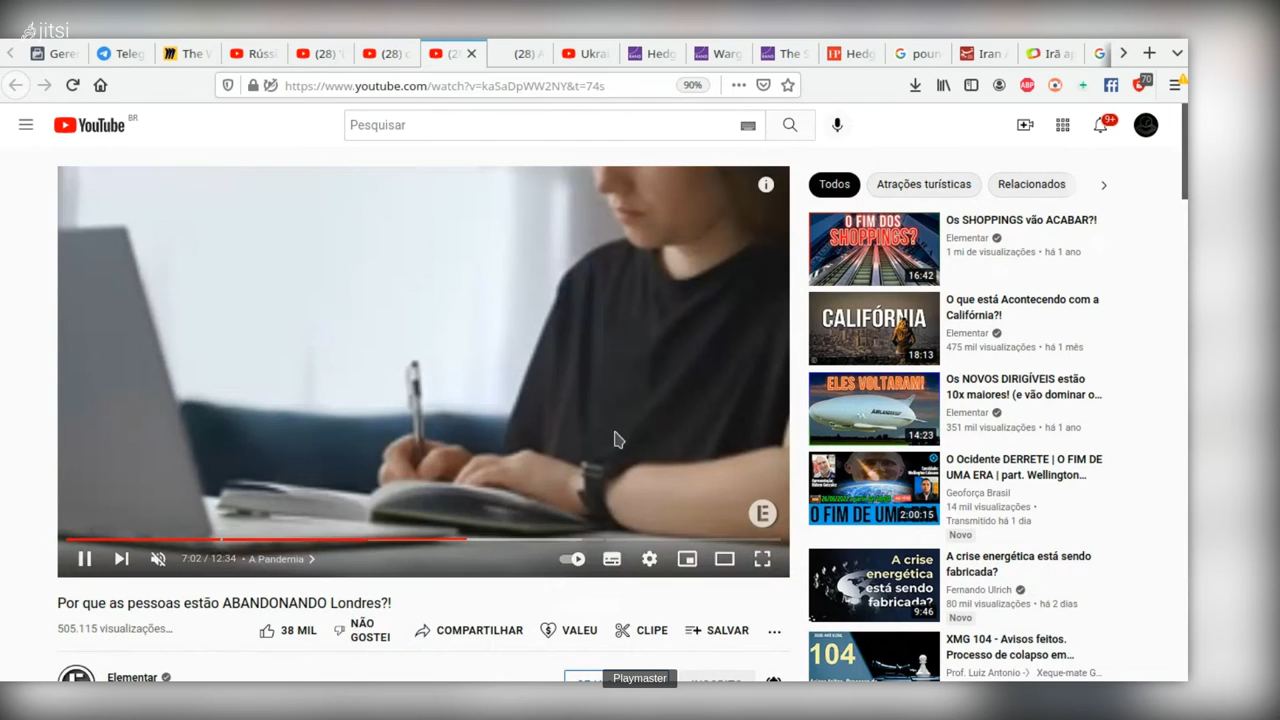 jitsi
Geren
Teleg
The W
Rússi
(28) "
(28) c
(28
(28) A
Ukrai
Hedg
Warg
The S
Hedg
poun
Iran A
Irã ap
https://www.youtube.com/watch?v=kaSaDpWW2NY&t=74s
90%
ABP
70
YouTube BR
Pesquisar
9+
Todos
Atrações turísticas
Relacionados
O FIM DOS
SHOPPINGS?
16:42
Os SHOPPINGS vão ACABAR?!
Elementar
1 mi de visualizações • há 1 ano
CALIFÓRNIA
18:13
O que está Acontecendo com a
Califórnia?!
Elementar
475 mil visualizações • há 1 mês
ELES VOLTARAM!
14:23
Os NOVOS DIRIGÍVEIS estão
10x maiores! (e vão dominar o...
Elementar
351 mil visualizações • há 1 ano
O FIM DE UMA ERA
2:00:15
O Ocidente DERRETE | O FIM DE
UMA ERA | part. Wellington...
Geoforça Brasil
14 mil visualizações •
Transmitido há 1 dia
Novo
A crise
energética
está sendo
fabricada?
9:46
A crise energética está sendo
fabricada?
Fernando Ulrich
80 mil visualizações • há 2 dias
Novo
104
XMG 104 - Avisos feitos.
Processo de colapso em...
Prof. Luiz Antonio -) Xeque-mate G...
E
7:02 / 12:34 • A Pandemia
Por que as pessoas estão ABANDONANDO Londres?!
505.115 visualizações...
38 MIL
NÃO
GOSTEI
COMPARTILHAR
VALEU
CLIPE
SALVAR
Elementar
Playmaster